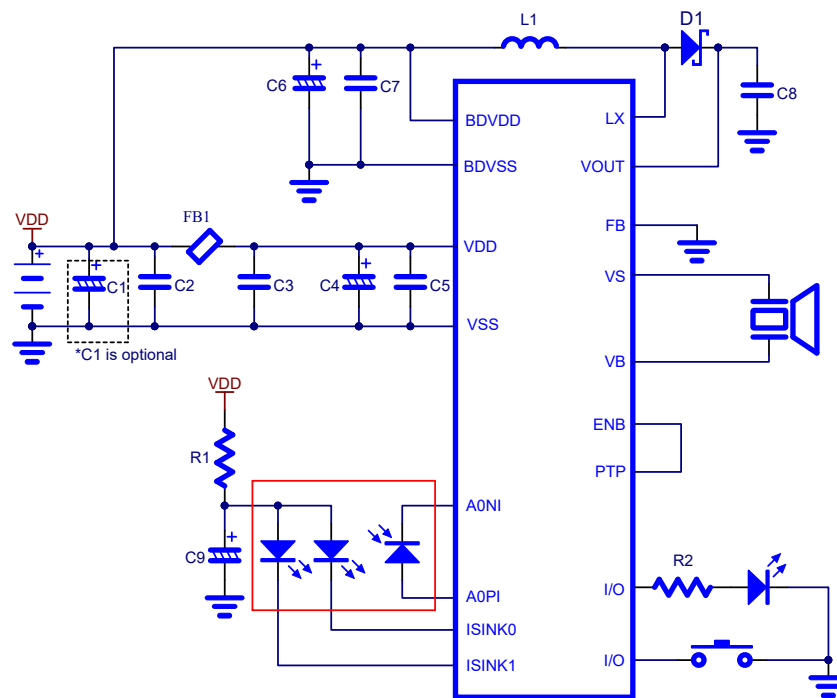 L1
D1
C6
C7
C8
BDVDD
LX
BDVSS
VOUT
VDD
FB1
FB
VDD
VS
C1
C2
C3
C4
C5
VSS
*C1 is optional
VB
VDD
ENB
R1
PTP
A0NI
C9
R2
A0PI
I/O
ISINK0
ISINK1
I/O